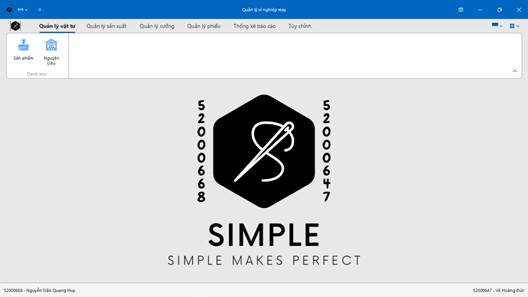 Quản lý xí nghiệp may
Quản lý vật tư Quản lý sản xuất Quản lý xưởng Quản lý phiếu Thống kê báo cáo Tùy chỉnh
Sản phẩm Nguyên Liệu
Danh mục
52000668
52000647
SIMPLE
SIMPLE MAKES PERFECT
52000668 - Nguyễn Trần Quang Huy 52000647 - Võ Hoàng Đức